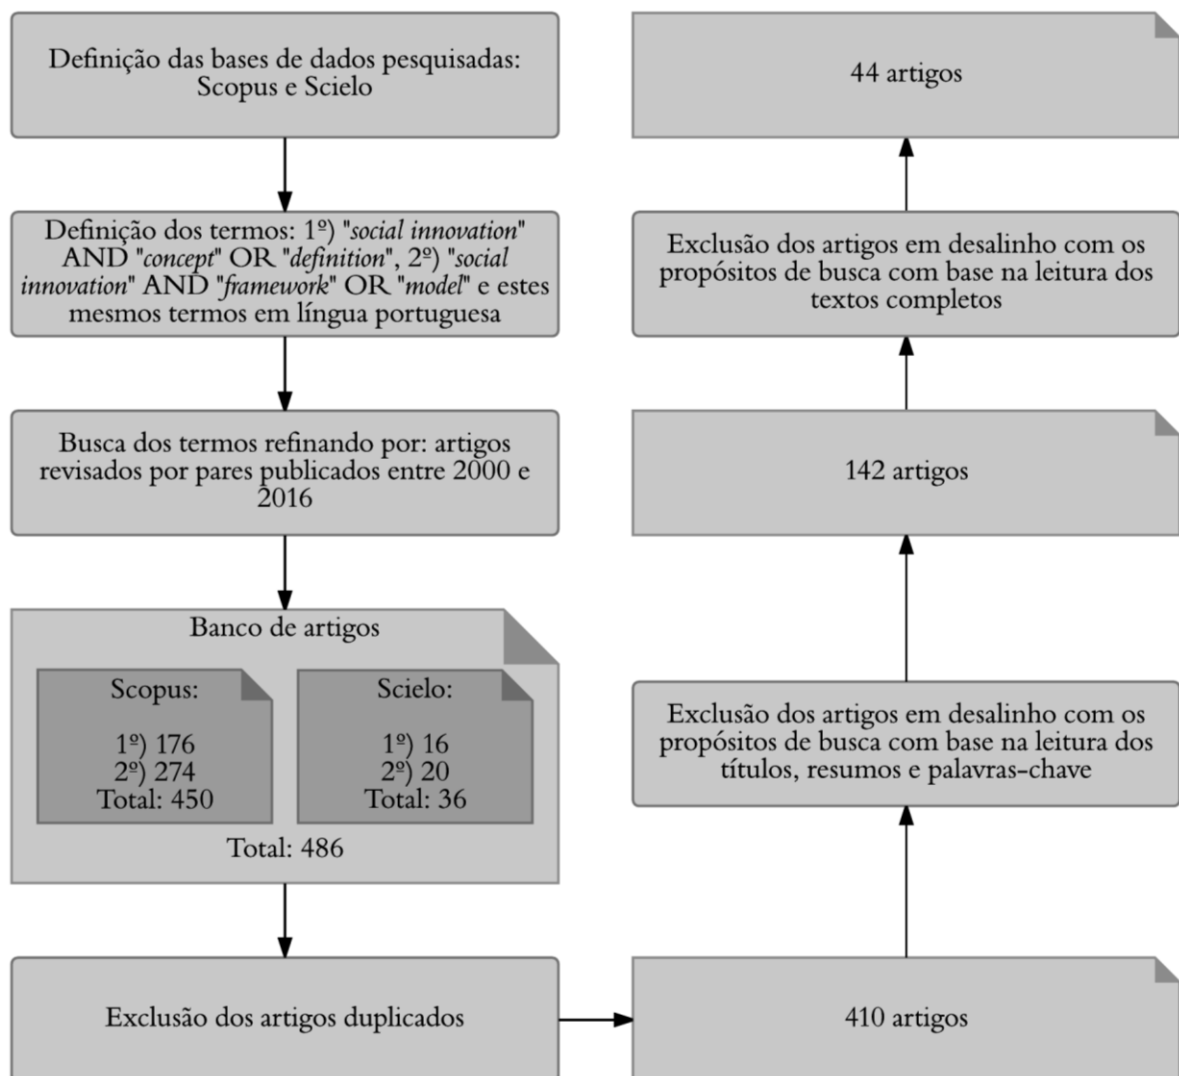 Definição das bases de dados pesquisadas:
Scopus e Scielo
Definição dos termos: 1º) "social innovation"
AND "concept" OR "definition", 2º) "social
innovation" AND "framework" OR "model" e estes
mesmos termos em língua portuguesa
Busca dos termos refinando por: artigos
revisados por pares publicados entre 2000 e
2016
Banco de artigos
Scopus:
1º) 176
2º) 274
Total: 450
Scielo:
1º) 16
2º) 20
Total: 36
Total: 486
Exclusão dos artigos duplicados
410 artigos
Exclusão dos artigos em desalinho com os
propósitos de busca com base na leitura dos
títulos, resumos e palavras-chave
142 artigos
Exclusão dos artigos em desalinho com os
propósitos de busca com base na leitura dos
textos completos
44 artigos